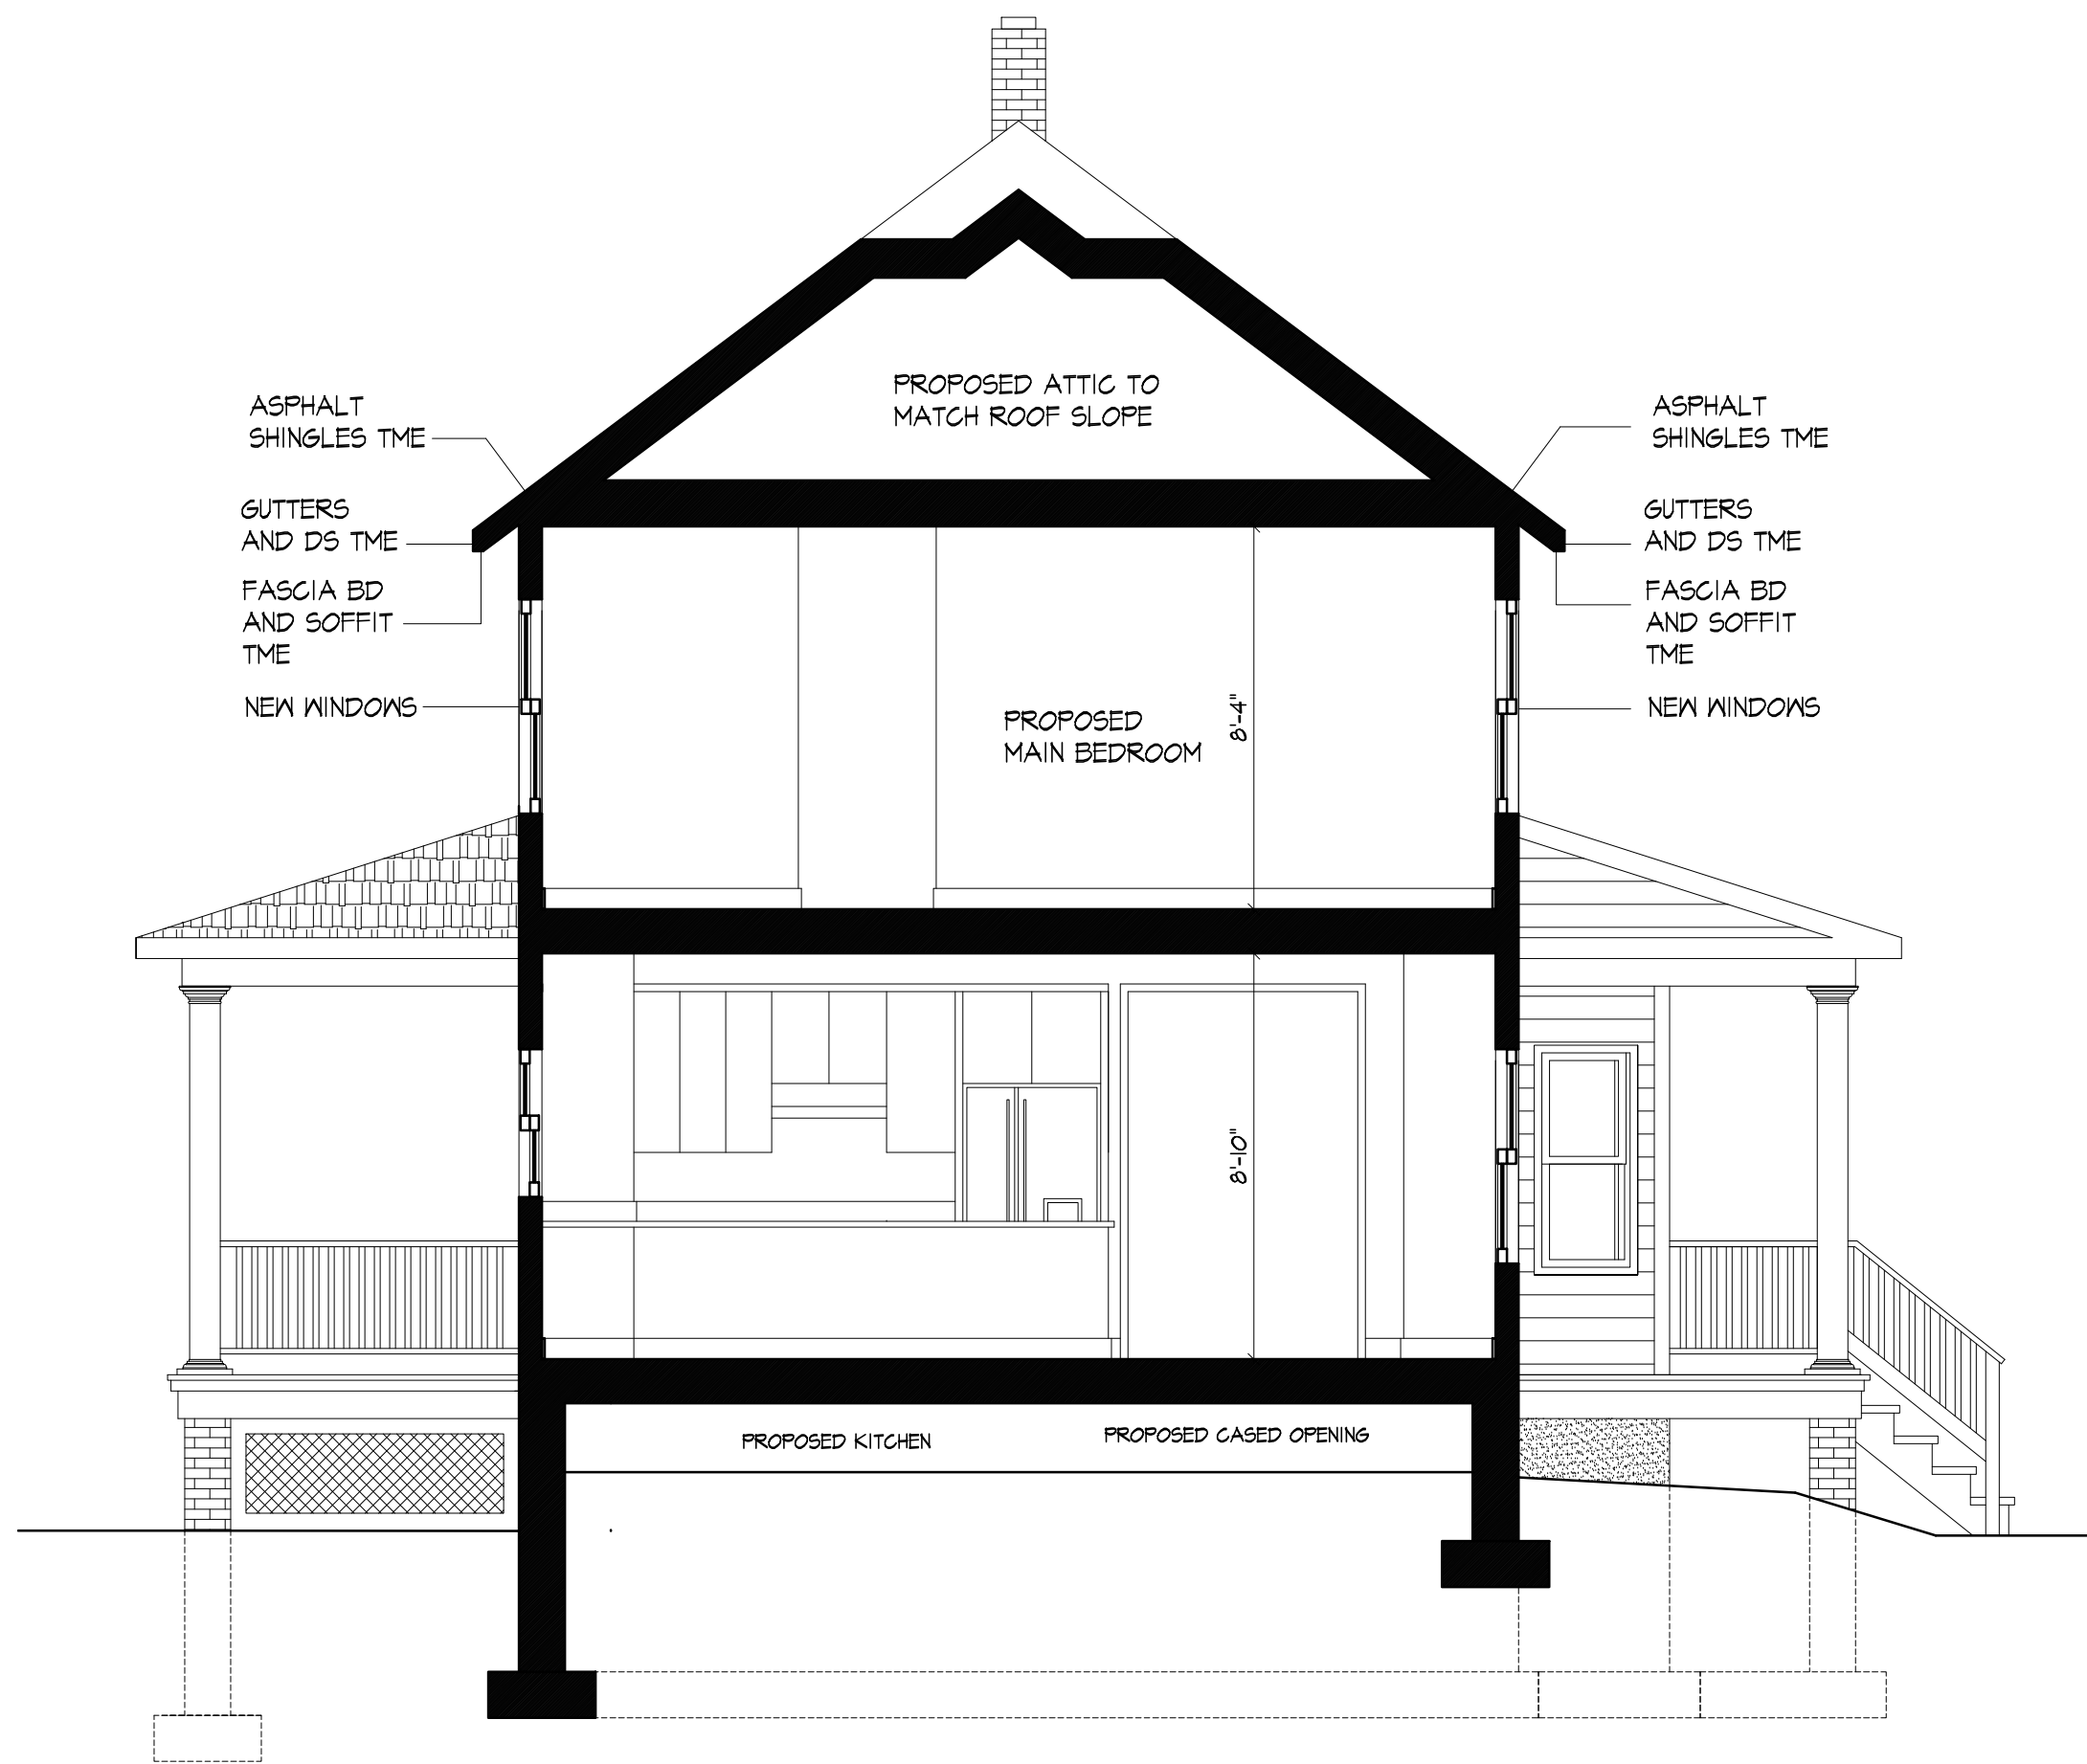 PROPOSED ATTIC TO
MATCH ROOF SLOPE
ASPHALT
SHINGLES TME
GUTTERS
AND DS TME
FASCIA BD
AND SOFFIT
TME
NEW WINDOWS
ASPHALT
SHINGLES TME
GUTTERS
AND DS TME
FASCIA BD
AND SOFFIT
TME
NEW WINDOWS
PROPOSED
MAIN BEDROOM
8'-4"
8'-10"
PROPOSED KITCHEN
PROPOSED CASED OPENING